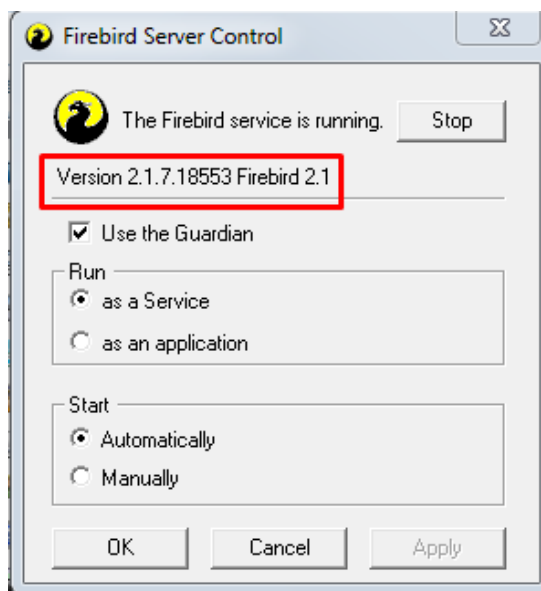 Firebird Server Control
The Firebird service is running. Stop
Version 2.1.7.18553 Firebird 2.1
Use the Guardian
Run
as a Service
as an application
Start
Automatically
Manually
OK Cancel Apply